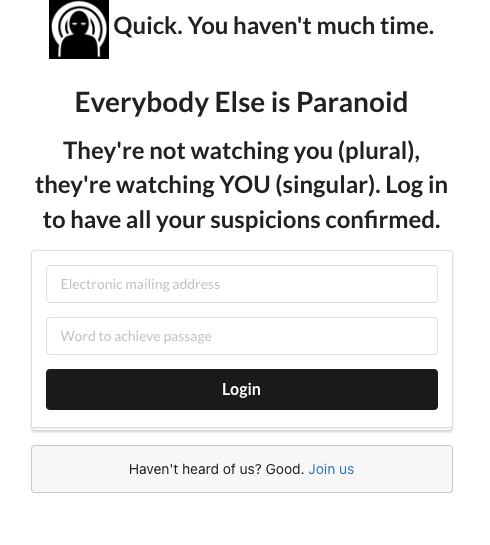 Quick. You haven't much time.
Everybody Else is Paranoid
They're not watching you (plural),
they're watching YOU (singular). Log in
to have all your suspicions confirmed.
Electronic mailing address
Word to achieve passage
Login
Haven't heard of us? Good. Join us